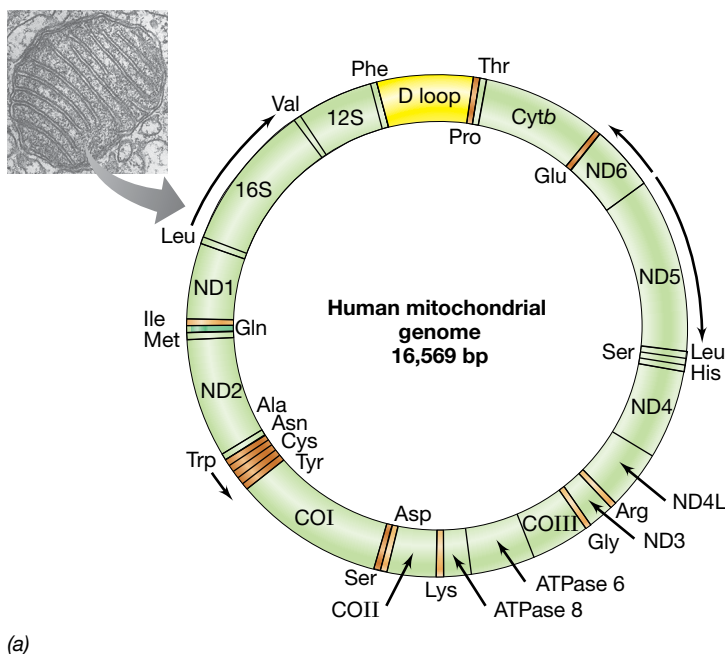 Phe
Thr
D loop
Val
12S
Cytb
Pro
Glu
ND6
16S
Leu
ND1
ND5
Human mitochondrial
genome
16,569 bp
Ile
Gln
Met
Ser
Leu
His
ND2
ND4
Ala
Asn
Cys
Tyr
Trp
ND4L
Arg
COI
Asp
COIII
Gly
ND3
Ser
Lys
ATPase 6
COII
ATPase 8
(a)